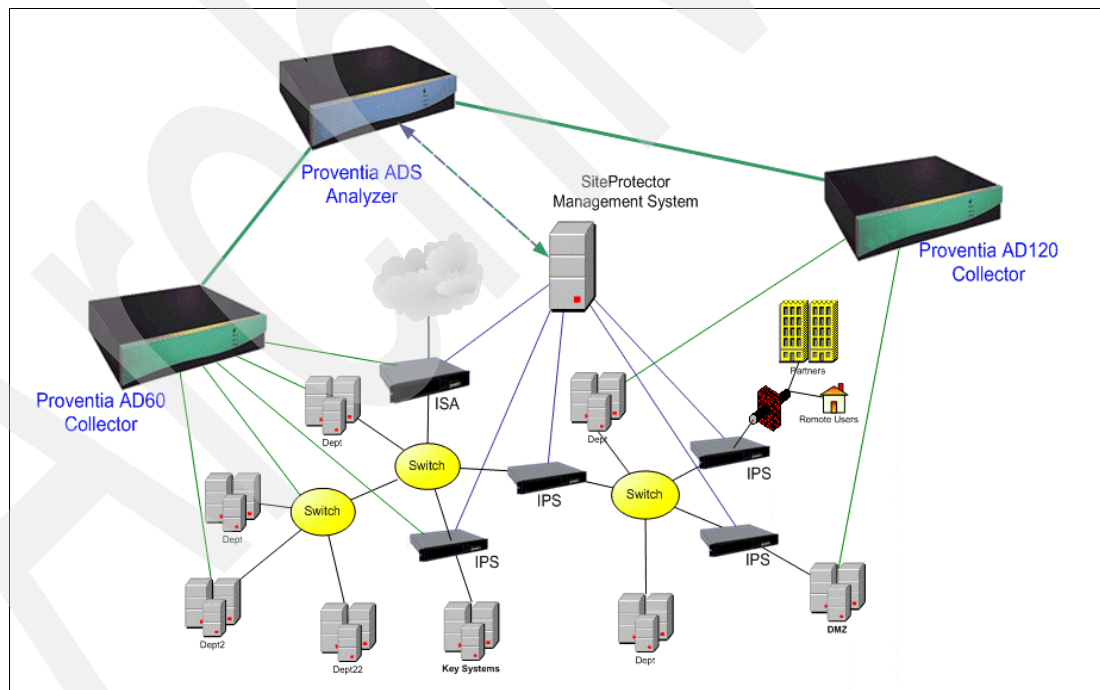 Proventia ADS
Analyzer
SiteProtector
Management System
Proventia AD120
Collector
Proventia AD60
Collector
ISA
Partners
Remote Users
Dept
Dept
Switch
Switch
Switch
IPS
IPS
IPS
IPS
Dept
Dept2
Dept22
Key Systems
Dept
DMZ